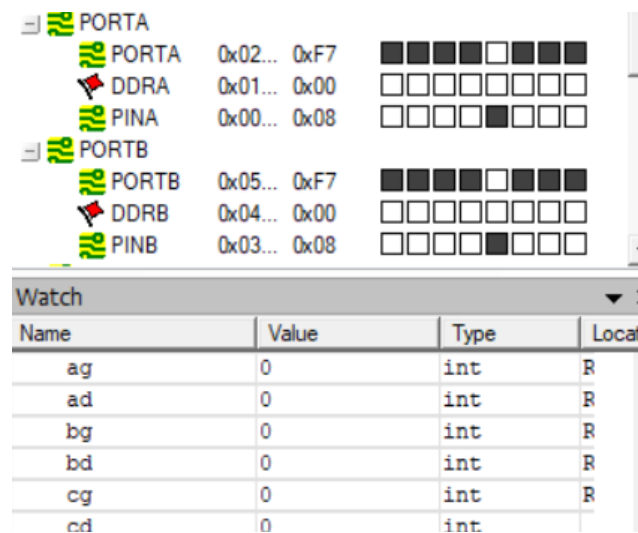 PORTA
PORTA 0x02... 0xF7
DDRA 0x01... 0x00
PINA 0x00... 0x08
PORTB
PORTB 0x05... 0xF7
DDRB 0x04... 0x00
PINB 0x03... 0x08
Watch
Name Value Type Locat
ag 0 int R
ad 0 int R
bg 0 int R
bd 0 int R
cg 0 int R
cd 0 int